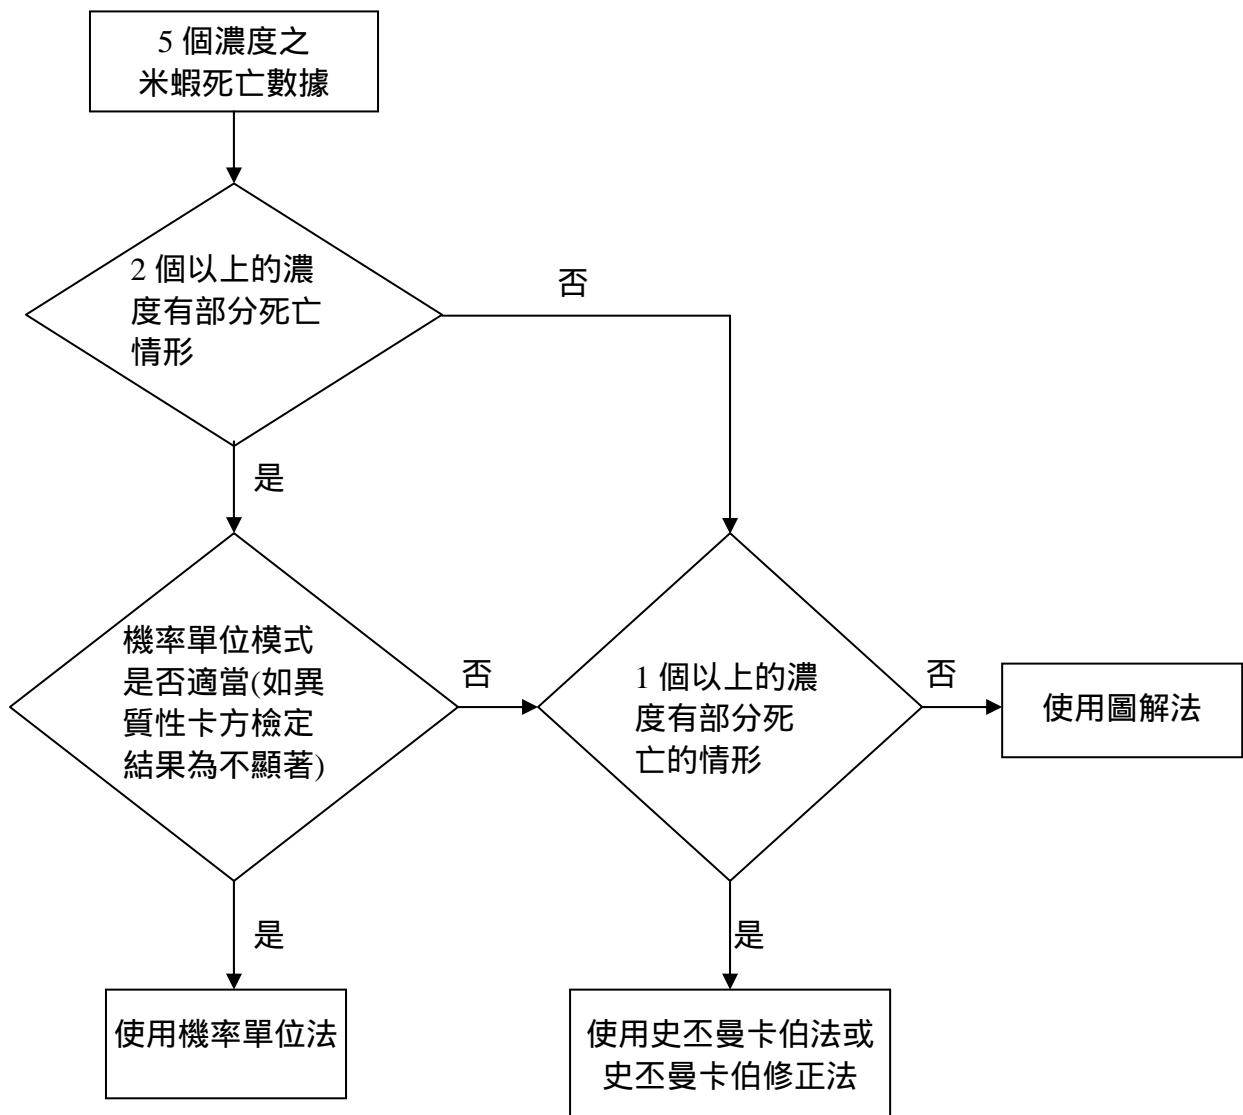 5 個濃度之
米蝦死亡數據
2 個以上的濃
度有部分死亡
情形
否
是
機率單位模式
是否適當(如異
質性卡方檢定
結果為不顯著)
否
1 個以上的濃
度有部分死
亡的情形
否
使用圖解法
是
是
使用機率單位法
使用史丕曼卡伯法或
史丕曼卡伯修正法